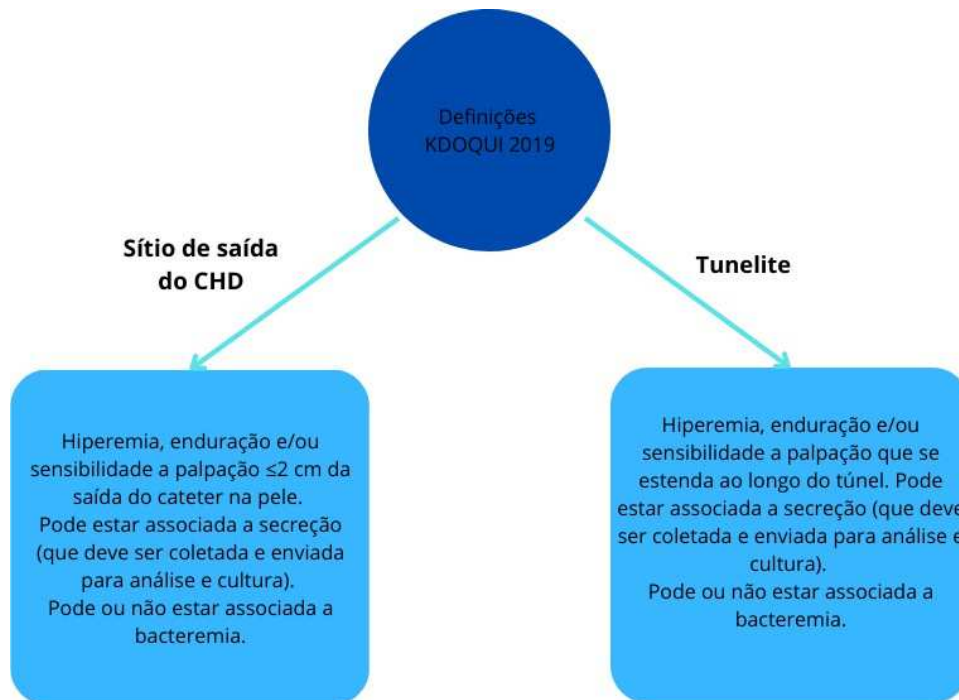 Definições
KDOQUI 2019
Sítio de saída
do CHD
Tunelite
Hiperemia, enduração e/ou
sensibilidade a palpação ≤2 cm da
saída do cateter na pele.
Pode estar associada a secreção
(que deve ser coletada e enviada
para análise e cultura).
Pode ou não estar associada a
bacteremia.
Hiperemia, enduração e/ou
sensibilidade a palpação que se
estenda ao longo do túnel. Pode
estar associada a secreção (que deve
ser coletada e enviada para análise e
cultura).
Pode ou não estar associada a
bacteremia.